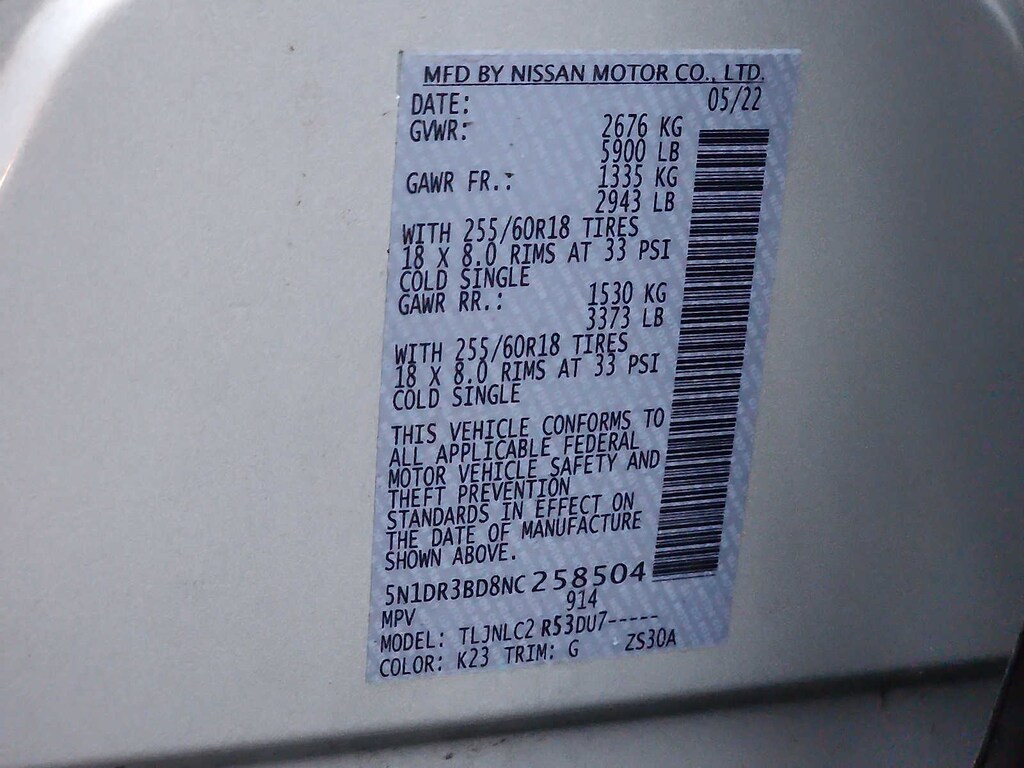 MFD BY NISSAN MOTOR CO., LTD.
DATE: 05/22
GVWR: 2676 KG
5900 LB
GAWR FR.: 1335 KG
2943 LB
WITH 255/60R18 TIRES
18 X 8.0 RIMS AT 33 PSI
COLD SINGLE
GAWR RR.: 1530 KG
3373 LB
WITH 255/60R18 TIRES
18 X 8.0 RIMS AT 33 PSI
COLD SINGLE
THIS VEHICLE CONFORMS TO
ALL APPLICABLE FEDERAL
MOTOR VEHICLE SAFETY AND
THEFT PREVENTION
STANDARDS IN EFFECT ON
THE DATE OF MANUFACTURE
SHOWN ABOVE.
5N1DR3BD8NC 258504
MPV 914
MODEL: TLJNLC2 R53DU7-----
COLOR: K23 TRIM: G ZS30A